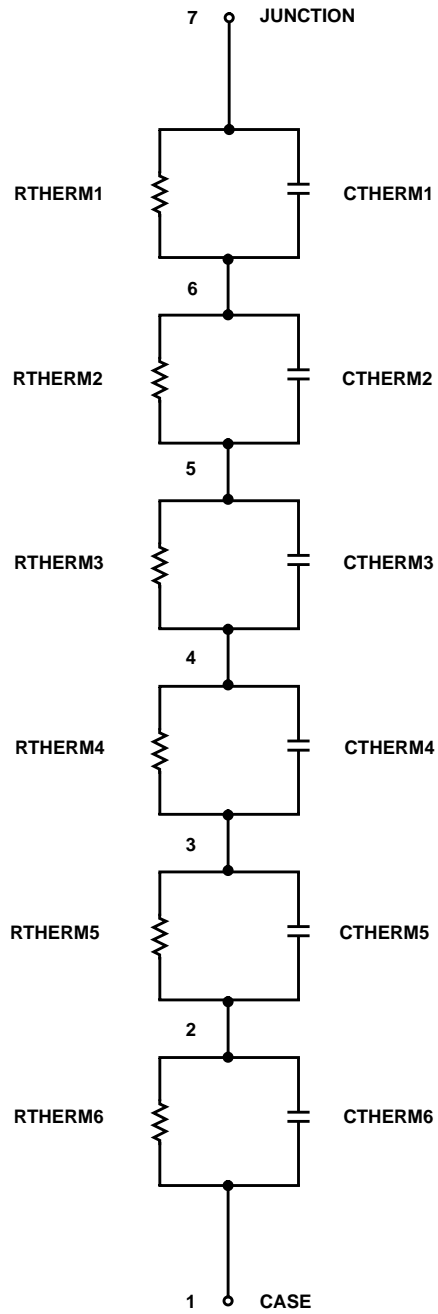 7 JUNCTION
RTHERM1 CTHERM1
6
RTHERM2 CTHERM2
5
RTHERM3 CTHERM3
4
RTHERM4 CTHERM4
3
RTHERM5 CTHERM5
2
RTHERM6 CTHERM6
1 CASE